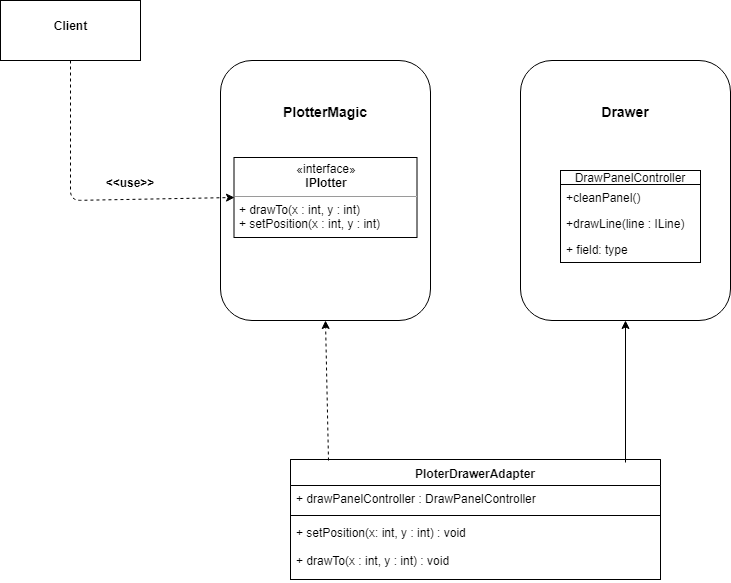 Client
PlotterMagic
Drawer
«interface»
IPlotter
+ drawTo(x : int, y : int)
+ setPosition(x : int, y : int)
DrawPanelController
+cleanPanel()
+drawLine(line : ILine)
+ field: type
<<use>>
PloterDrawerAdapter
+ drawPanelController : DrawPanelController
+ setPosition(x: int, y : int) : void
+ drawTo(x : int, y : int) : void